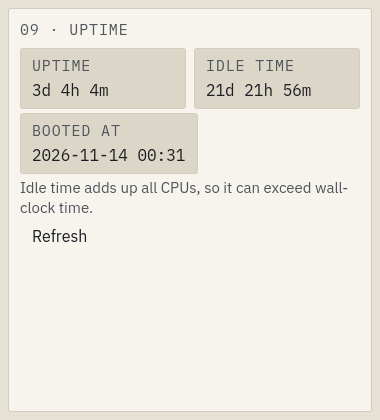 09 · UPTIME
UPTIME
3d 4h 4m
IDLE TIME
21d 21h 56m
BOOTED AT
2026-11-14 00:31
Idle time adds up all CPUs, so it can exceed wall-
clock time.
Refresh